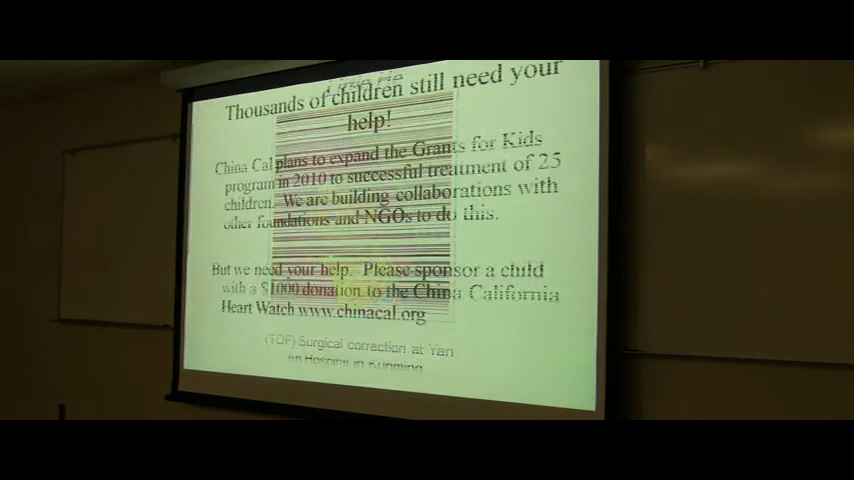 Thousands of children still need your
help!
China Cal plans to expand the Grants for Kids
program in 2010 to successful treatment of 25
children. We are building collaborations with
other foundations and NGOs to do this.
But we need your help. Please sponsor a child
with a $1000 donation to the China California
Heart Watch www.chinacal.org
(TOF) Surgical correction at Yan
An Hospital in Kunming